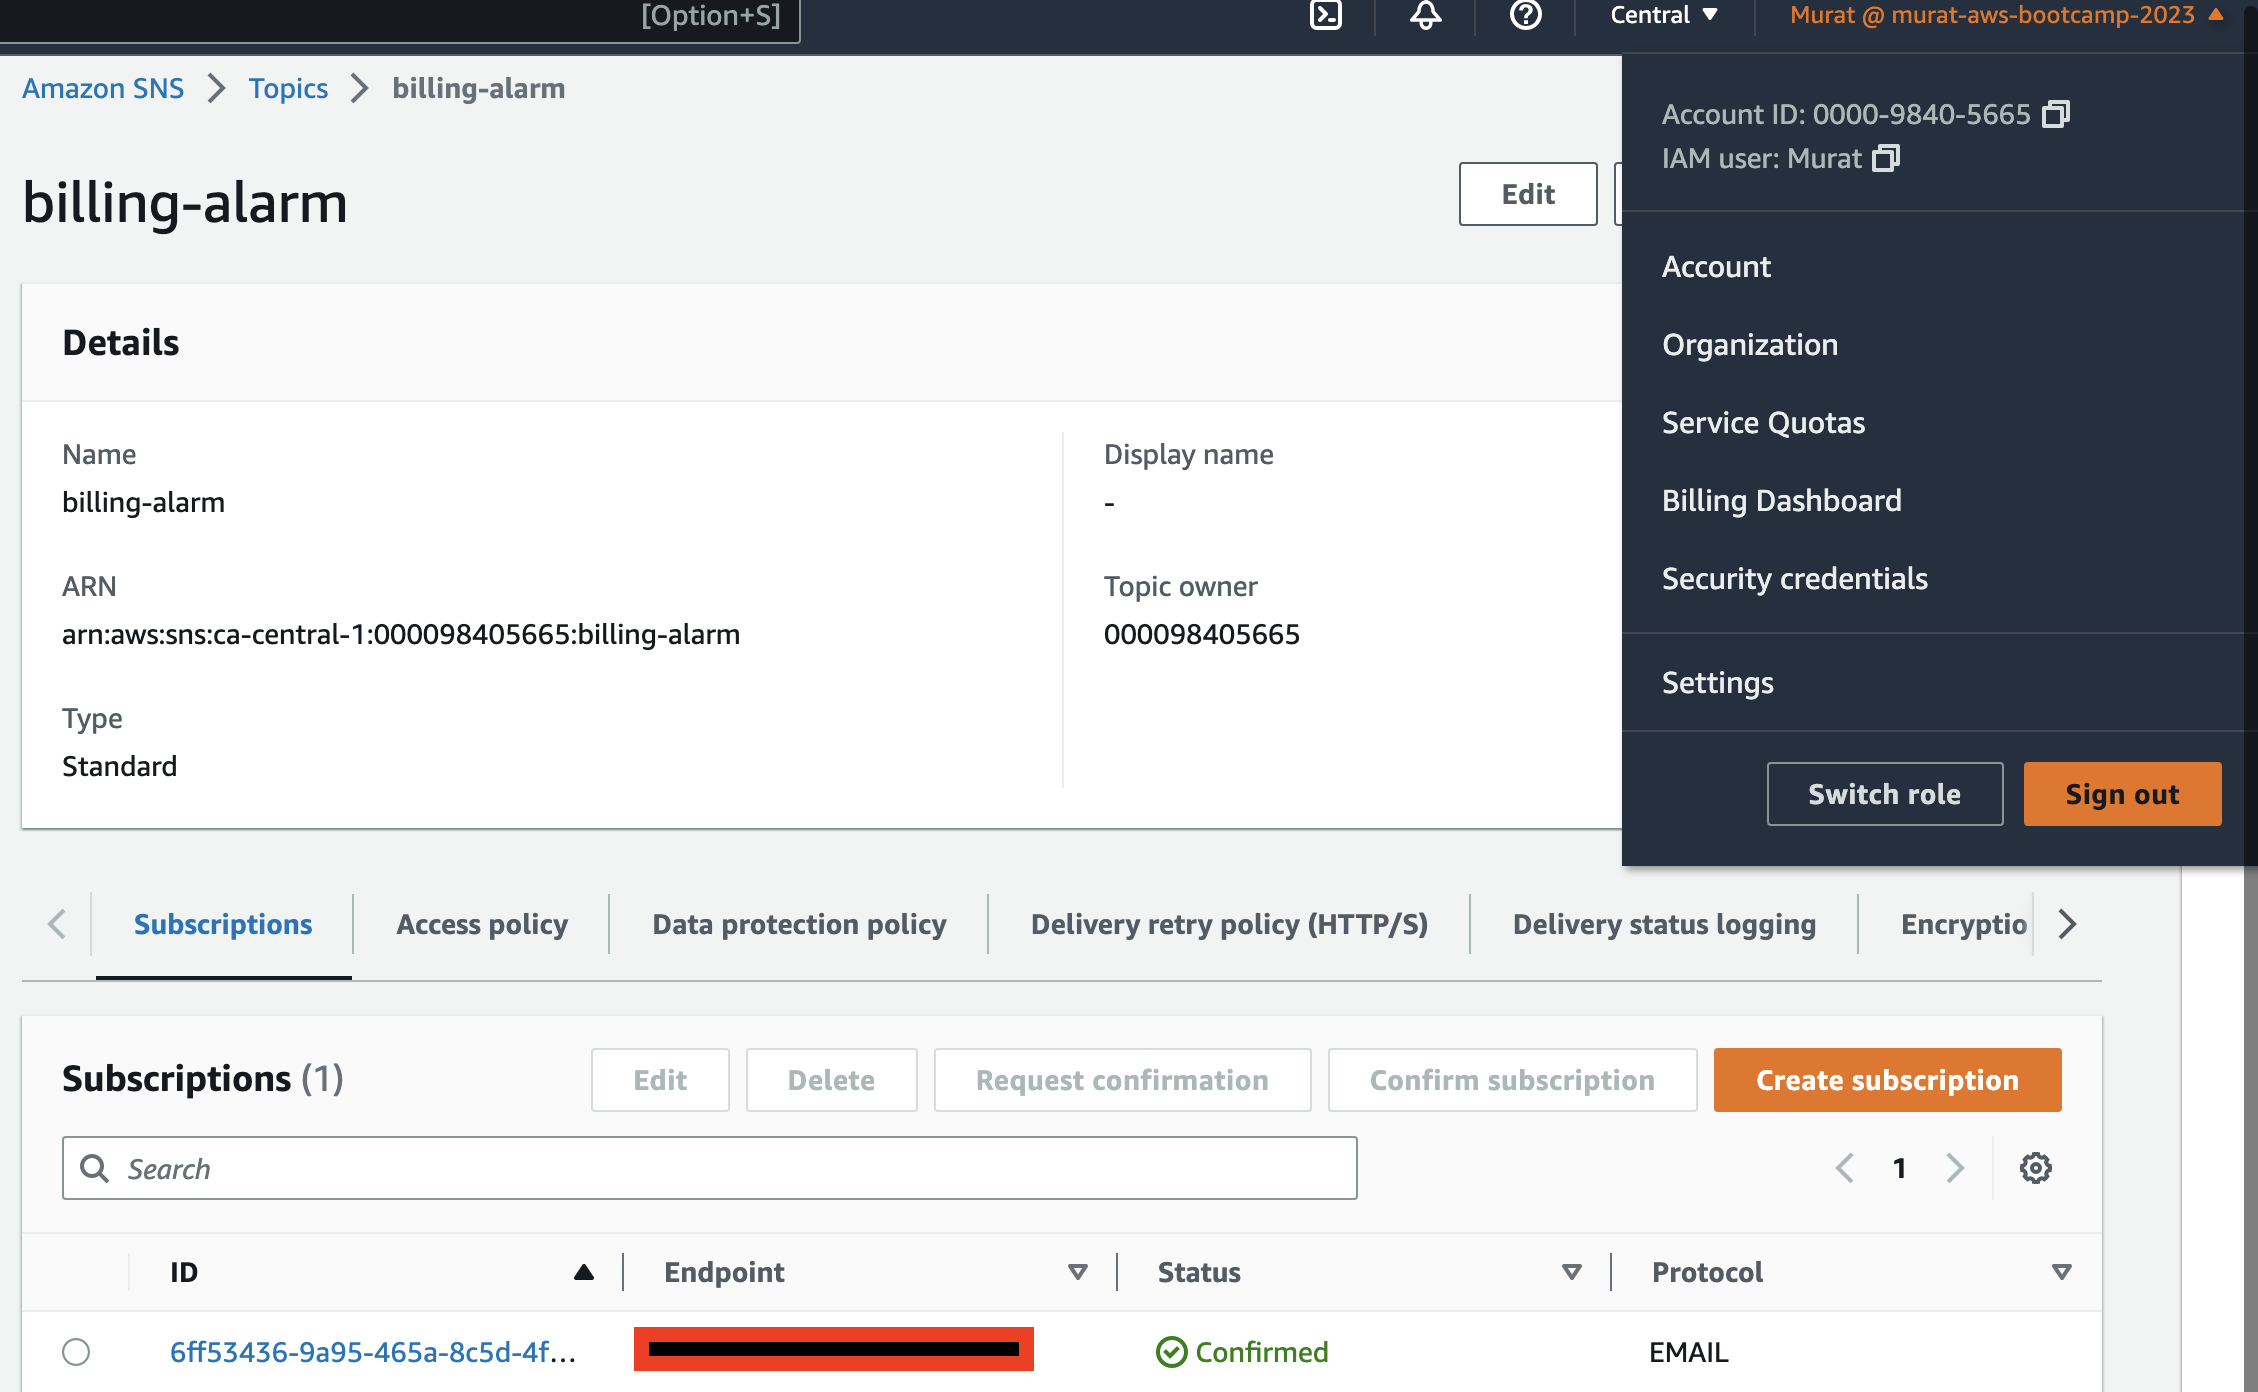 [Option+S]
Central
Murat @ murat-aws-bootcamp-2023
Amazon SNS
Topics
billing-alarm
Account ID: 0000-9840-5665
IAM user: Murat
billing-alarm
Edit
Account
Organization
Service Quotas
Billing Dashboard
Security credentials
Settings
Switch role
Sign out
Details
Name
billing-alarm
Display name
-
ARN
arn:aws:sns:ca-central-1:000098405665:billing-alarm
Topic owner
000098405665
Type
Standard
Subscriptions
Access policy
Data protection policy
Delivery retry policy (HTTP/S)
Delivery status logging
Encryptio
Subscriptions (1)
Edit
Delete
Request confirmation
Confirm subscription
Create subscription
Search
1
ID
Endpoint
Status
Protocol
6ff53436-9a95-465a-8c5d-4f...
Confirmed
EMAIL